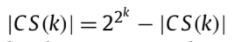 |CS(k)| = 2^{2^k} − |CS(k)|